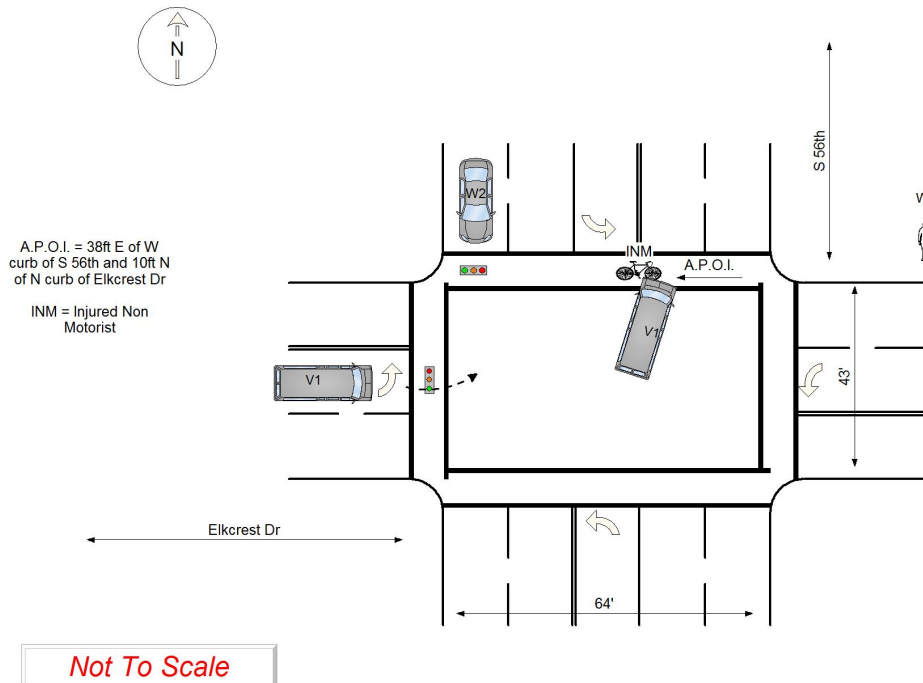 N
S 56th
W2
W
A.P.O.I. = 38ft E of W
curb of S 56th and 10ft N
of N curb of Elkcrest Dr
INM = Injured Non
Motorist
INM
A.P.O.I.
V1
V1
43'
Elkcrest Dr
64'
Not To Scale